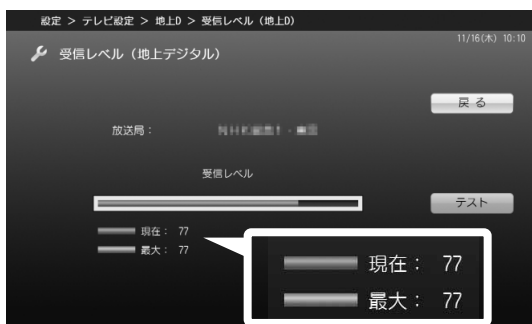 設定 > テレビ設定 > 地上D > 受信レベル（地上D）
11/16(木) 10:10
受信レベル（地上デジタル）
戻る
放送局：
受信レベル
テスト
現在： 77
最大： 77
現在： 77
最大： 77